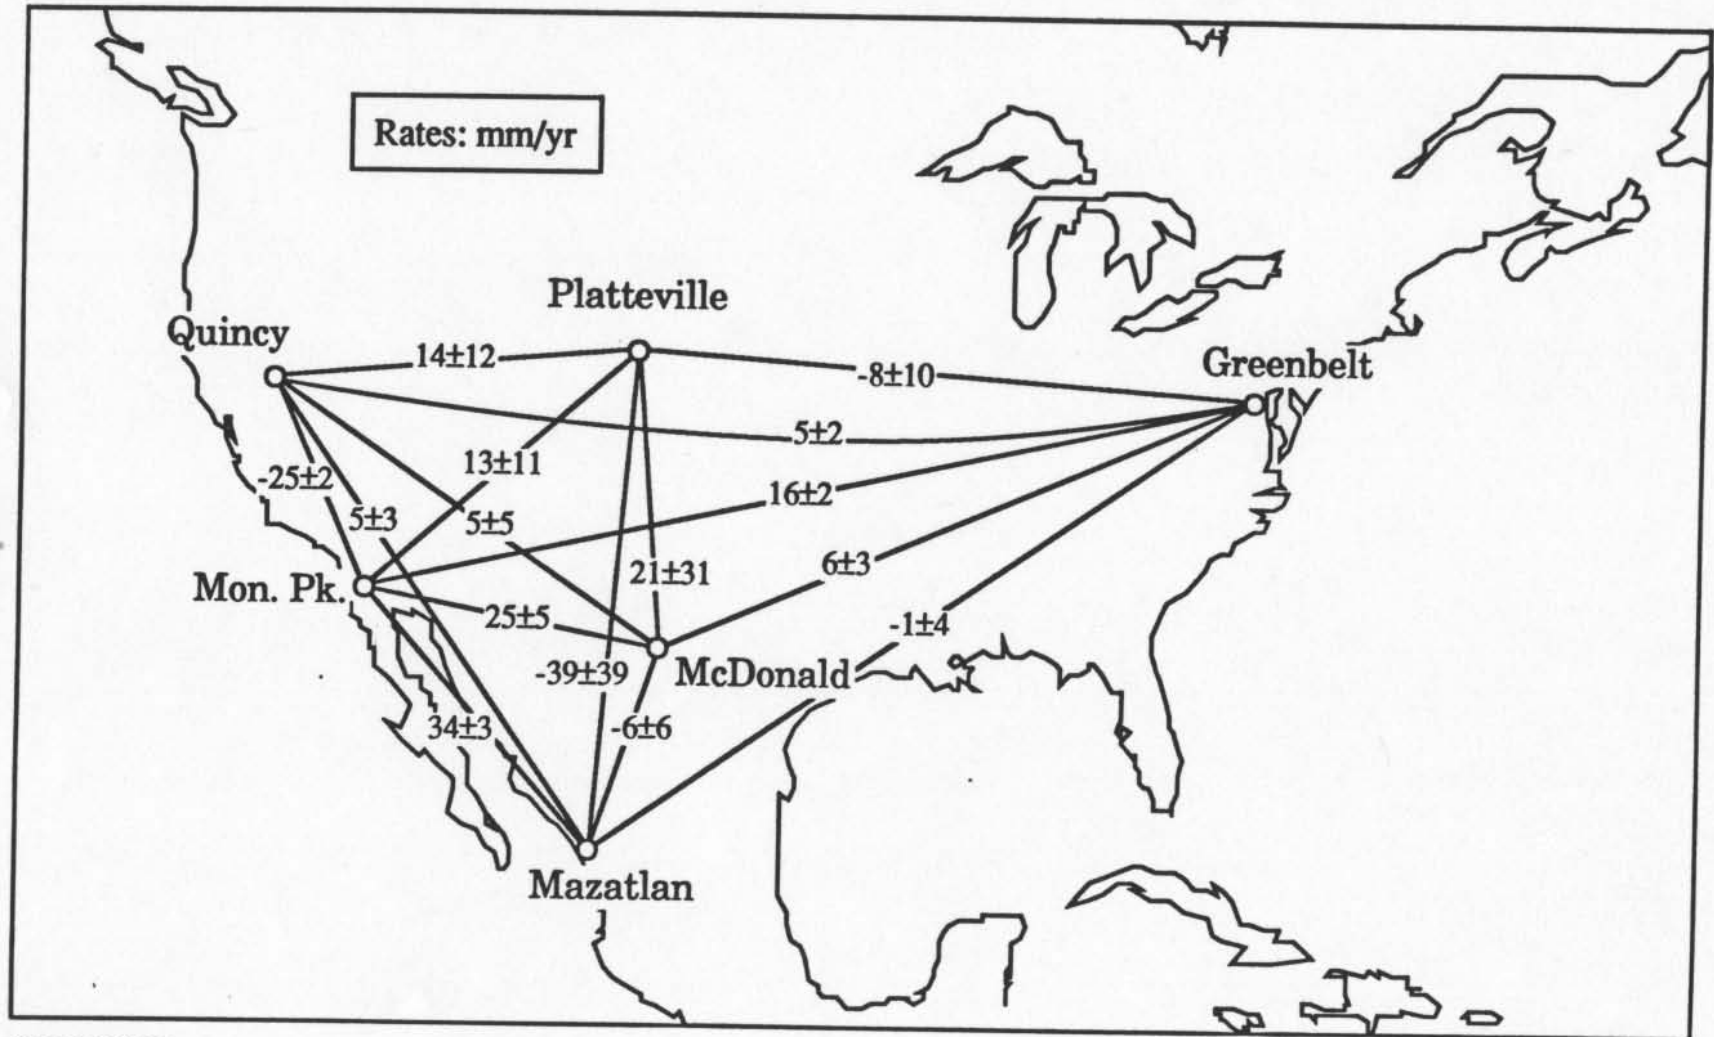 Rates: mm/yr
Platteville
Quincy
14±12
Greenbelt
-8±10
5±2
13±11
-25±2
16±2
5±3
5±5
6±3
21±31
Mon. Pk.
25±5
-1±4
-39±39
McDonald
34±3
-6±6
Mazatlan